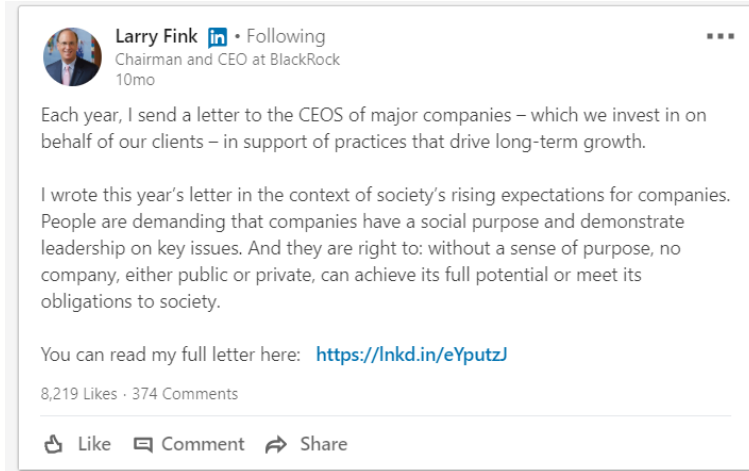 Larry Fink in • Following
Chairman and CEO at BlackRock
10mo
Each year, I send a letter to the CEOS of major companies – which we invest in on
behalf of our clients – in support of practices that drive long-term growth.
I wrote this year's letter in the context of society's rising expectations for companies.
People are demanding that companies have a social purpose and demonstrate
leadership on key issues. And they are right to: without a sense of purpose, no
company, either public or private, can achieve its full potential or meet its
obligations to society.
You can read my full letter here: https://lnkd.in/eYputzJ
8,219 Likes · 374 Comments
Like Comment Share